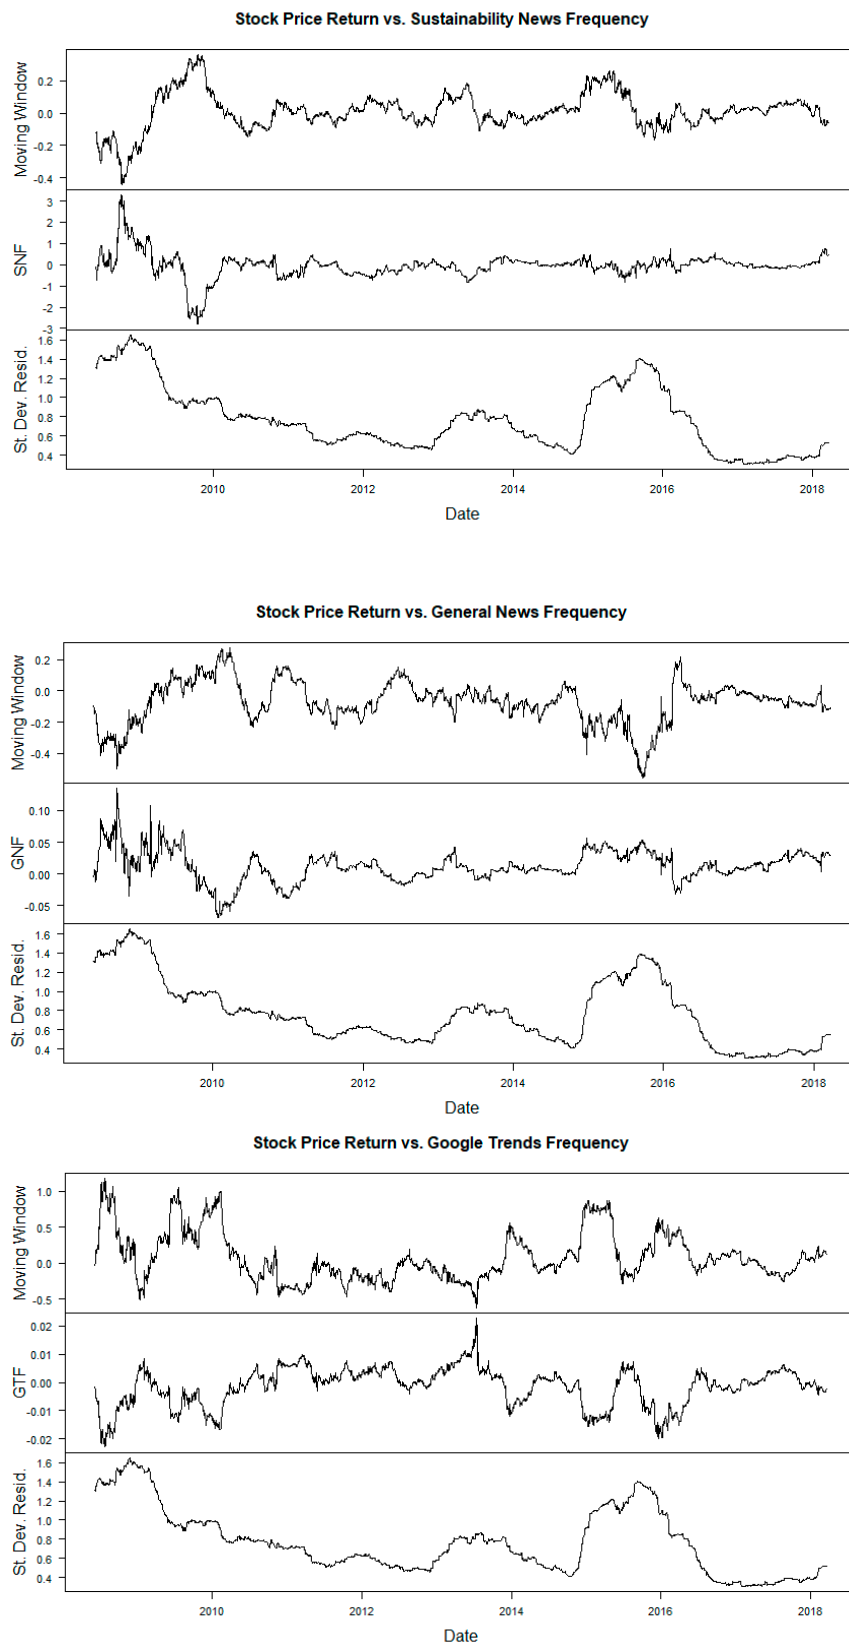 Stock Price Return vs. Sustainability News Frequency
Moving Window
0.2
0.0
-0.2
-0.4
SNF
3
2
1
0
-1
-2
-3
St. Dev. Resid.
1.6
1.4
1.2
1.0
0.8
0.6
0.4
2010 2012 2014 2016 2018
Date
Stock Price Return vs. General News Frequency
Moving Window
0.2
0.0
-0.2
-0.4
GNF
0.10
0.05
0.00
-0.05
St. Dev. Resid.
1.6
1.4
1.2
1.0
0.8
0.6
0.4
2010 2012 2014 2016 2018
Date
Stock Price Return vs. Google Trends Frequency
Moving Window
1.0
0.5
0.0
-0.5
GTF
0.02
0.01
0.00
-0.01
-0.02
St. Dev. Resid.
1.6
1.4
1.2
1.0
0.8
0.6
0.4
2010 2012 2014 2016 2018
Date